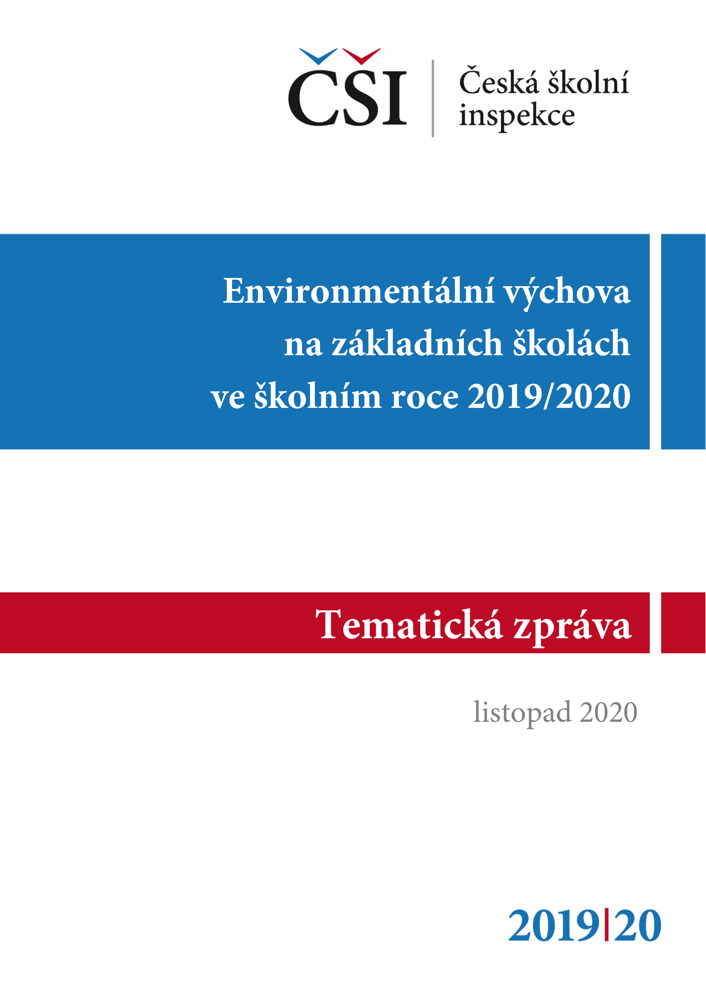 ČŠI
Česká školní
inspekce
Environmentální výchova
na základních školách
ve školním roce 2019/2020
Tematická zpráva
listopad 2020
2019|20